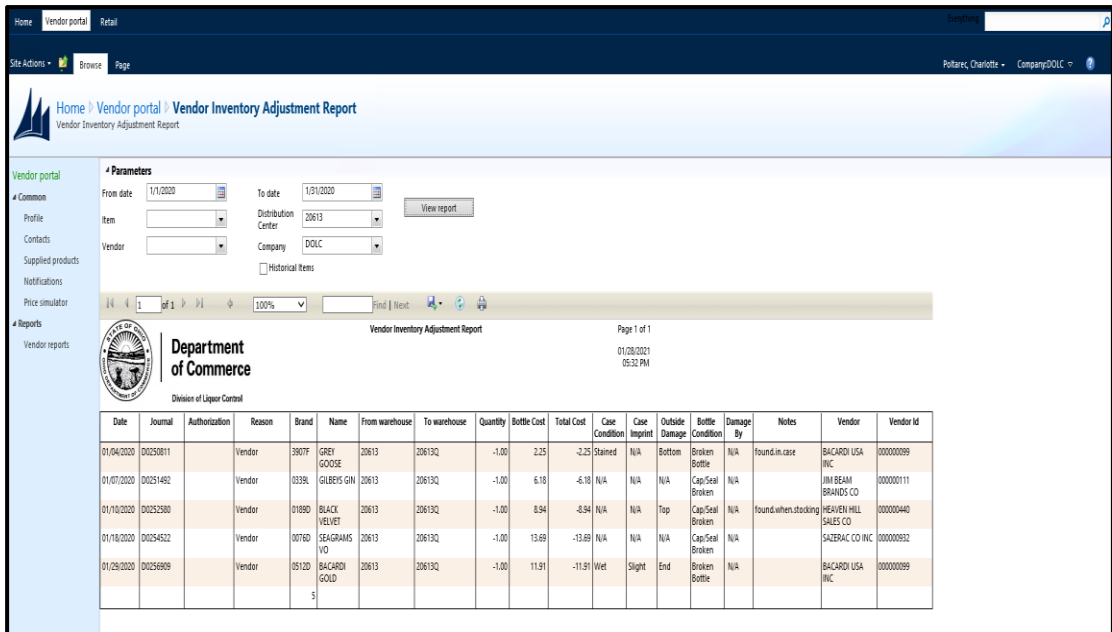 Home Vendor portal Retail Everything
Site Actions Browse Page Poltarec, Charlotte Company:DOLC
Home Vendor portal Vendor Inventory Adjustment Report
Vendor Inventory Adjustment Report
Vendor portal
Common
Profile
Contacts
Supplied products
Notifications
Price simulator
Reports
Vendor reports
Parameters
From date 1/1/2020 To date 1/31/2020
Item Distribution Center 20613 View report
Vendor Company DOLC
Historical Items
1 of 1 100% Find | Next
Vendor Inventory Adjustment Report Page 1 of 1
01/28/2021
05:32 PM
Department
of Commerce
Division of Liquor Control
Date Journal Authorization Reason Brand Name From warehouse To warehouse Quantity Bottle Cost Total Cost Case Condition Case Imprint Outside Damage Bottle Condition Damage By Notes Vendor Vendor Id
01/04/2020 D0250811 Vendor 3907F GREY GOOSE 20613 20613Q -1.00 2.25 -2.25 Stained N/A Bottom Broken Bottle N/A found.in.case BACARDI USA INC 000000099
01/07/2020 D0251492 Vendor 0339L GILBEYS GIN 20613 20613Q -1.00 6.18 -6.18 N/A N/A N/A Cap/Seal Broken N/A JIM BEAM BRANDS CO 000000111
01/10/2020 D0252580 Vendor 0189D BLACK VELVET 20613 20613Q -1.00 8.94 -8.94 N/A N/A Top Cap/Seal Broken N/A found.when.stocking HEAVEN HILL SALES CO 000000440
01/18/2020 D0254522 Vendor 0076D SEAGRAMS VO 20613 20613Q -1.00 13.69 -13.69 N/A N/A N/A Cap/Seal Broken N/A SAZERAC CO INC 000000932
01/29/2020 D0256909 Vendor 0512D BACARDI GOLD 20613 20613Q -1.00 11.91 -11.91 Wet Slight End Broken Bottle N/A BACARDI USA INC 000000099
5